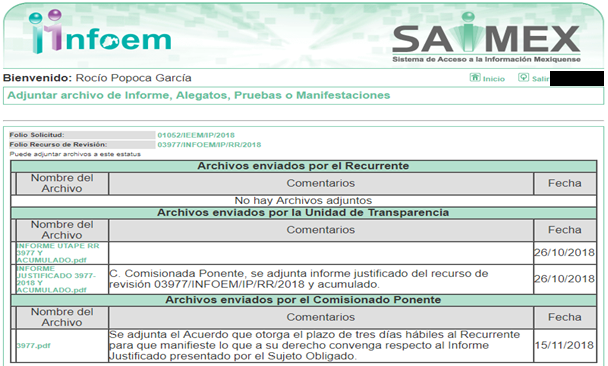 infoem
SAIMEX
Sistema de Acceso a la Información Mexiquense
Bienvenido: Rocío Popoca García
Inicio
Salir
Adjuntar archivo de Informe, Alegatos, Pruebas o Manifestaciones
Folio Solicitud: 01052/IEEM/IP/2018
Folio Recurso de Revisión: 03977/INFOEM/IP/RR/2018
Puede adjuntar archivos a este estatus
Archivos enviados por el Recurrente
Nombre del
Archivo
Comentarios
Fecha
No hay Archivos adjuntos
Archivos enviados por la Unidad de Transparencia
Nombre del
Archivo
Comentarios
Fecha
INFORME UTAPE RR
3977 Y
ACUMULADO.pdf
26/10/2018
INFORME
JUSTIFICADO 3977-
2018 Y
ACUMULADO.pdf
C. Comisionada Ponente, se adjunta informe justificado del recurso de
revisión 03977/INFOEM/IP/RR/2018 y acumulado.
26/10/2018
Archivos enviados por el Comisionado Ponente
Nombre del
Archivo
Comentarios
Fecha
3977.pdf
Se adjunta el Acuerdo que otorga el plazo de tres días hábiles al Recurrente
para que manifieste lo que a su derecho convenga respecto al Informe
Justificado presentado por el Sujeto Obligado.
15/11/2018